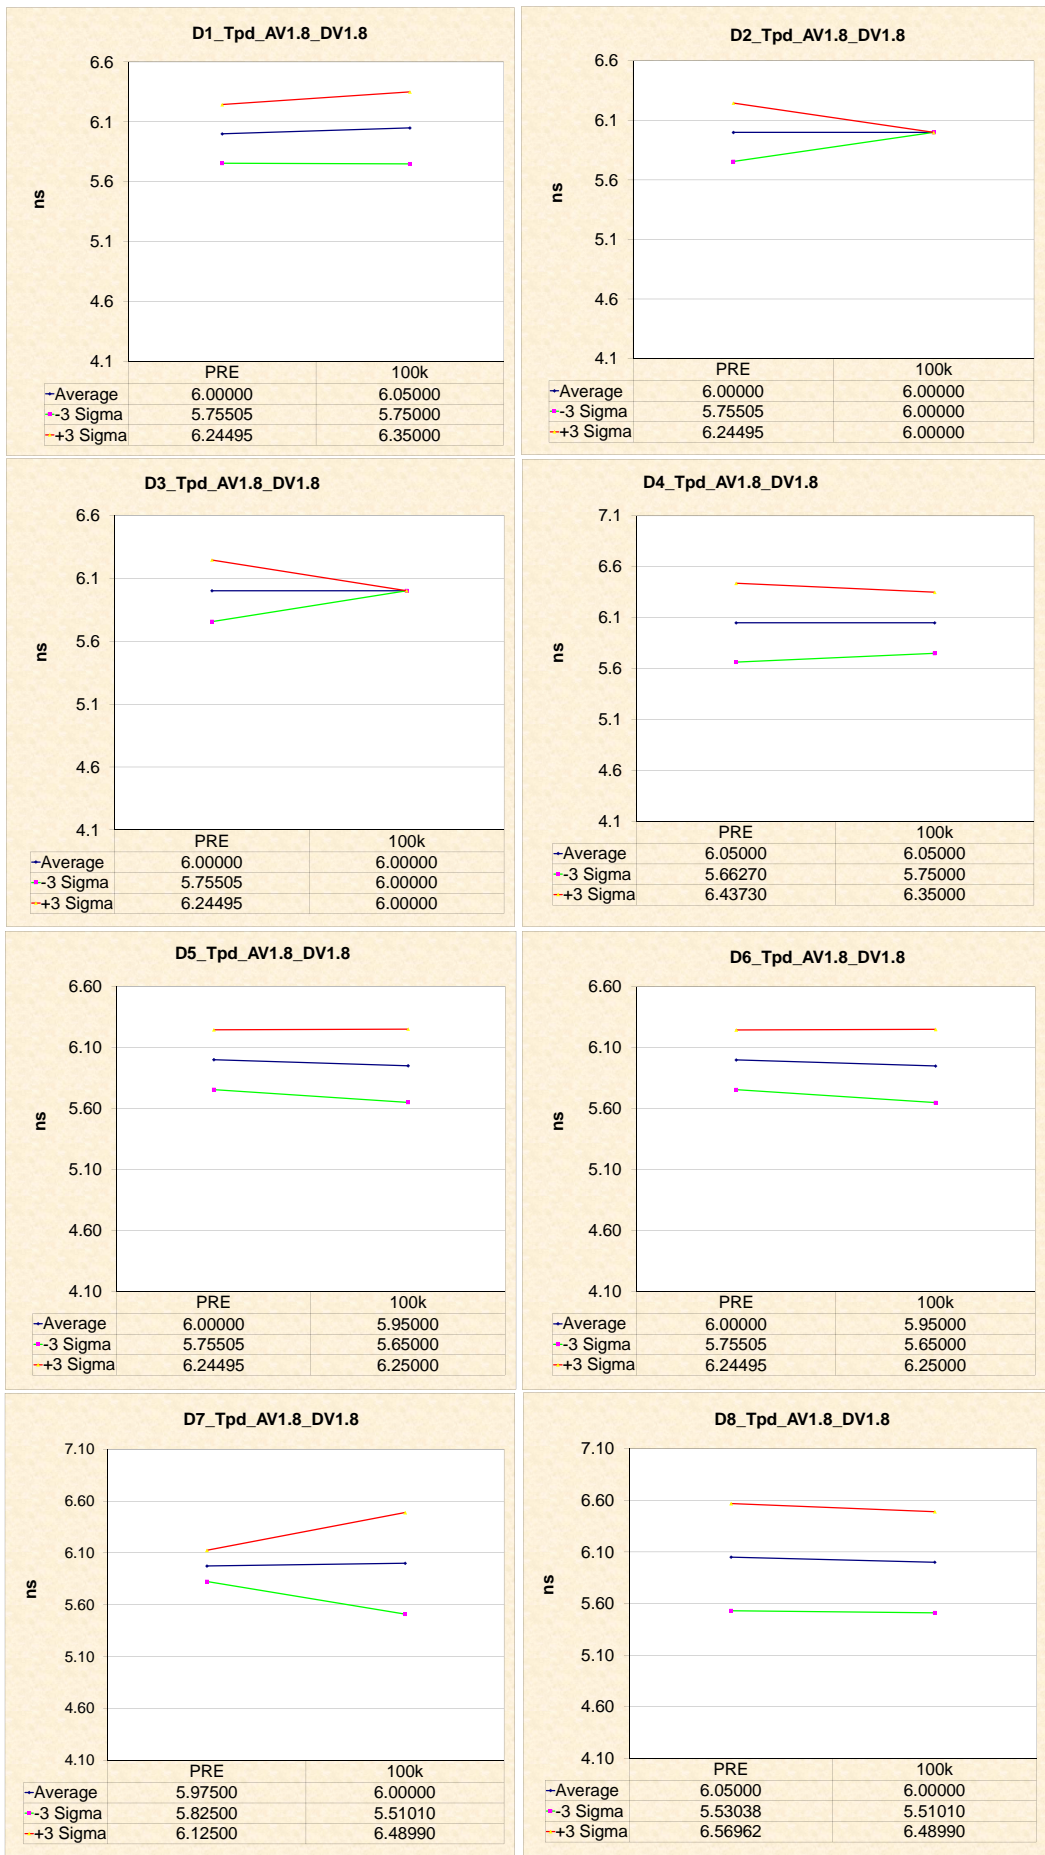 D1_Tpd_AV1.8_DV1.8
6.6
6.1
5.6
5.1
4.6
4.1
ns
PRE 100k
Average 6.00000 6.05000
-3 Sigma 5.75505 5.75000
+3 Sigma 6.24495 6.35000
D2_Tpd_AV1.8_DV1.8
6.6
6.1
5.6
5.1
4.6
4.1
ns
PRE 100k
Average 6.00000 6.00000
-3 Sigma 5.75505 6.00000
+3 Sigma 6.24495 6.00000
D3_Tpd_AV1.8_DV1.8
6.6
6.1
5.6
5.1
4.6
4.1
ns
PRE 100k
Average 6.00000 6.00000
-3 Sigma 5.75505 6.00000
+3 Sigma 6.24495 6.00000
D4_Tpd_AV1.8_DV1.8
7.1
6.6
6.1
5.6
5.1
4.6
4.1
ns
PRE 100k
Average 6.05000 6.05000
-3 Sigma 5.66270 5.75000
+3 Sigma 6.43730 6.35000
D5_Tpd_AV1.8_DV1.8
6.60
6.10
5.60
5.10
4.60
4.10
ns
PRE 100k
Average 6.00000 5.95000
-3 Sigma 5.75505 5.65000
+3 Sigma 6.24495 6.25000
D6_Tpd_AV1.8_DV1.8
6.60
6.10
5.60
5.10
4.60
4.10
ns
PRE 100k
Average 6.00000 5.95000
-3 Sigma 5.75505 5.65000
+3 Sigma 6.24495 6.25000
D7_Tpd_AV1.8_DV1.8
7.10
6.60
6.10
5.60
5.10
4.60
4.10
ns
PRE 100k
Average 5.97500 6.00000
-3 Sigma 5.82500 5.51010
+3 Sigma 6.12500 6.48990
D8_Tpd_AV1.8_DV1.8
7.10
6.60
6.10
5.60
5.10
4.60
4.10
ns
PRE 100k
Average 6.05000 6.00000
-3 Sigma 5.53038 5.51010
+3 Sigma 6.56962 6.48990